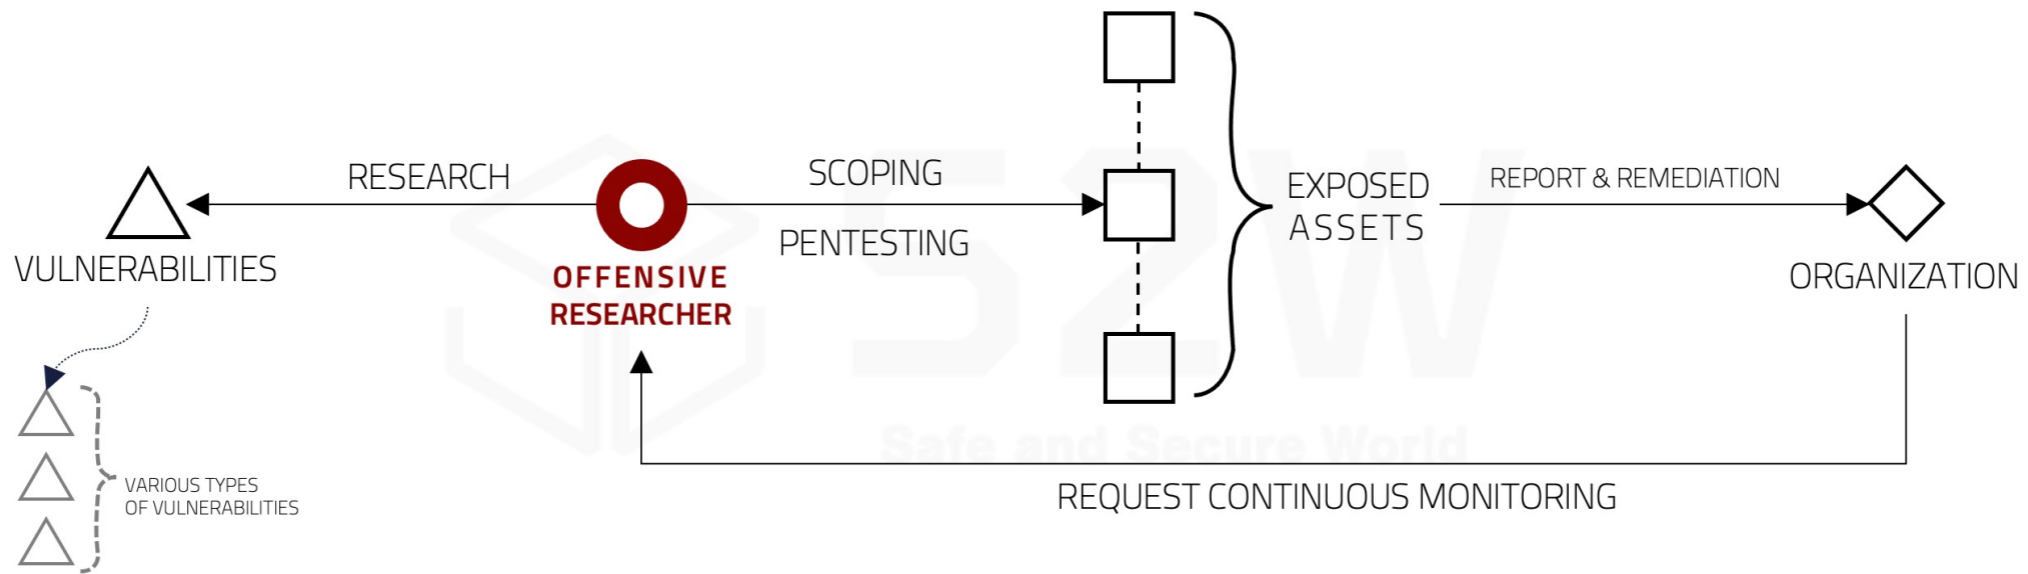 RESEARCH
SCOPING
PENTESTING
EXPOSED
ASSETS
REPORT & REMEDIATION
VULNERABILITIES
OFFENSIVE
RESEARCHER
ORGANIZATION
S2W
Safe and Secure World
VARIOUS TYPES
OF VULNERABILITIES
REQUEST CONTINUOUS MONITORING